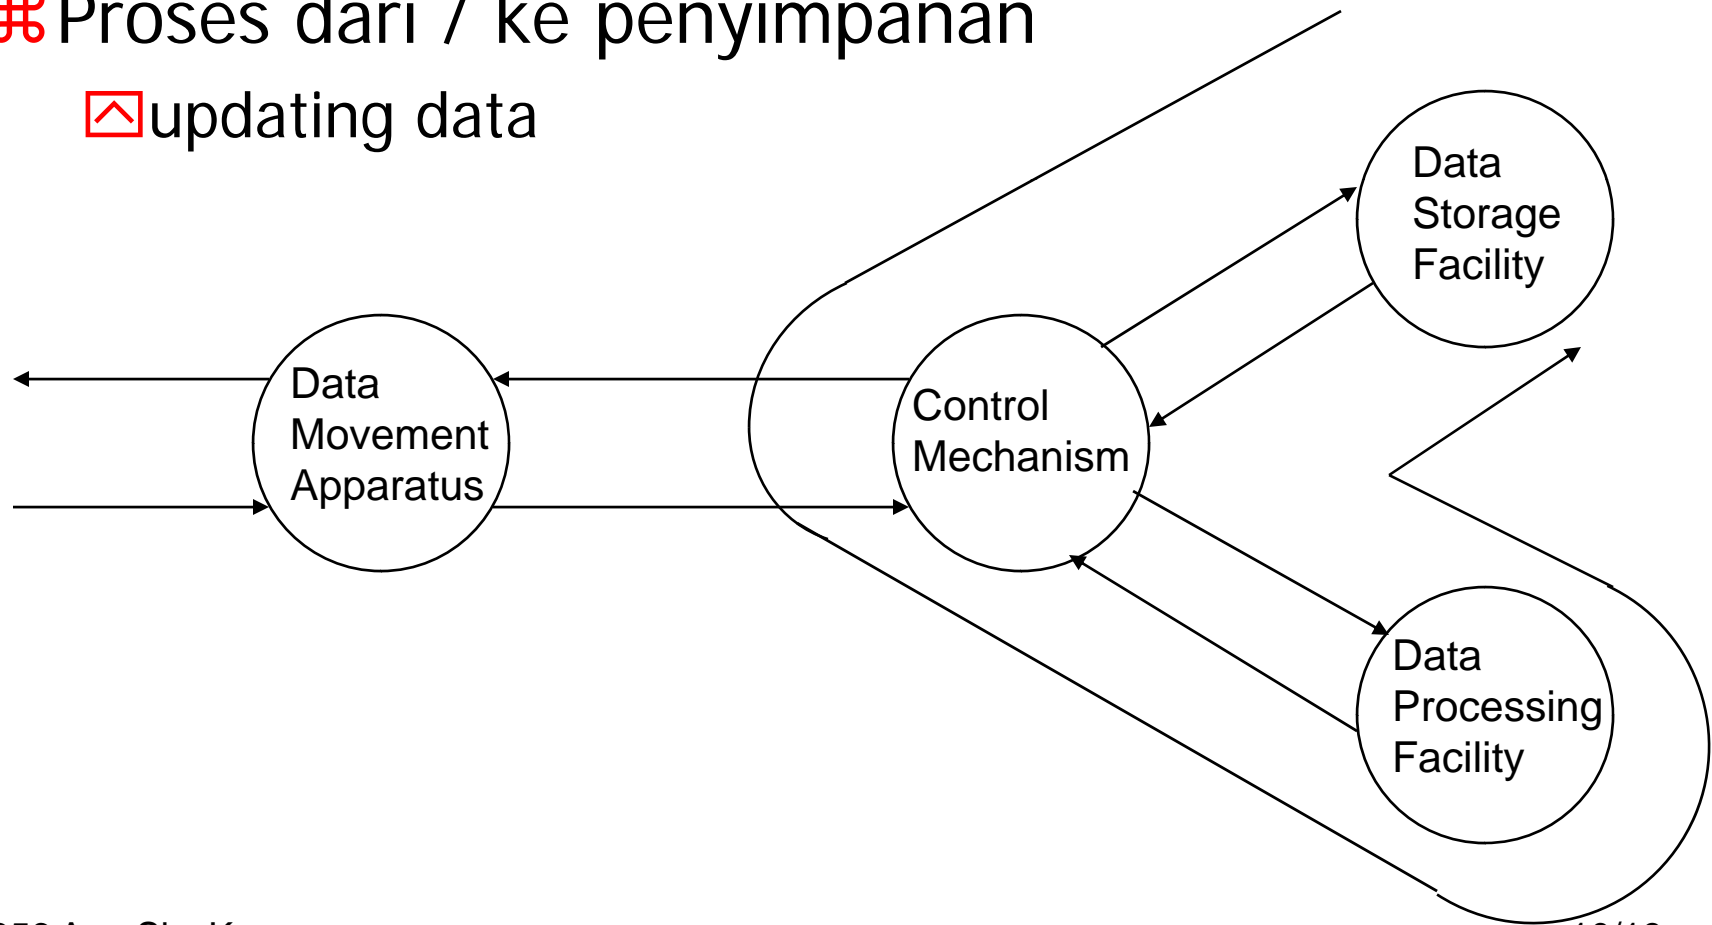 Proses dari / ke penyimpanan
updating data
Data
Storage
Facility
Data
Movement
Apparatus
Control
Mechanism
Data
Processing
Facility